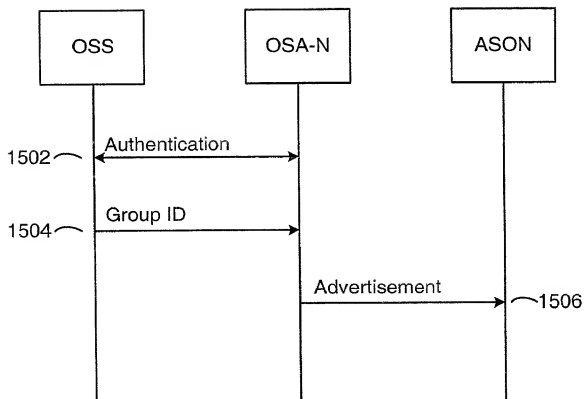 OSS
OSA-N
ASON
1502
Authentication
1504
Group ID
Advertisement
1506